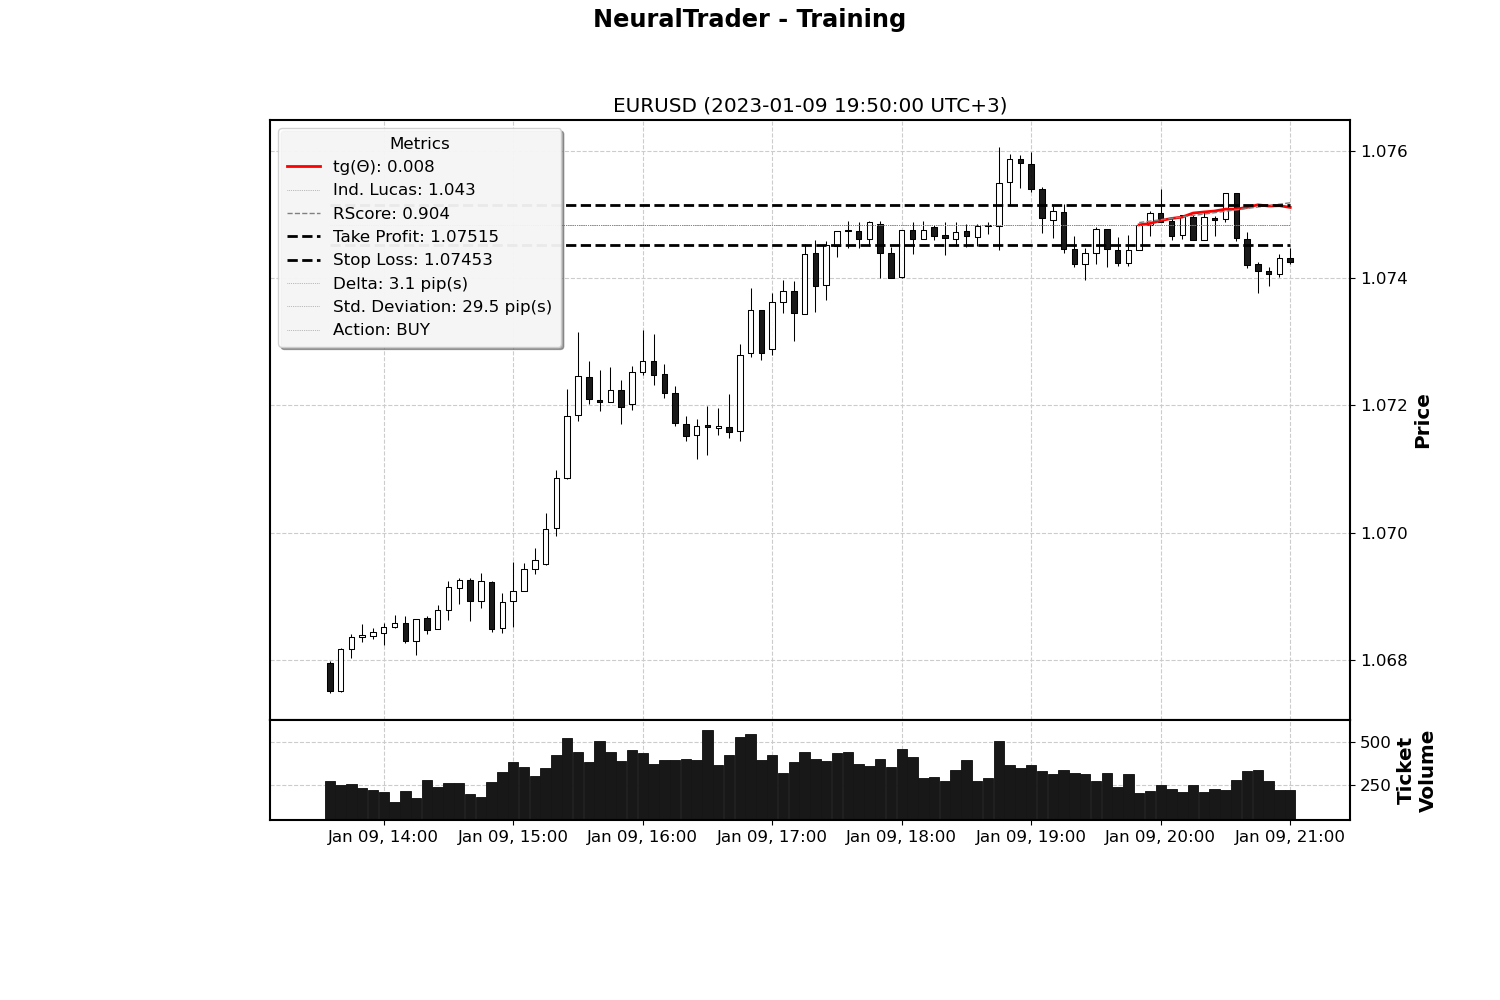 NeuralTrader - Training
EURUSD (2023-01-09 19:50:00 UTC+3)
Metrics
tg(Θ): 0.008
Ind. Lucas: 1.043
RScore: 0.904
Take Profit: 1.07515
Stop Loss: 1.07453
Delta: 3.1 pip(s)
Std. Deviation: 29.5 pip(s)
Action: BUY
1.076
1.074
1.072
1.070
1.068
Price
500
250
Ticket
Volume
Jan 09, 14:00
Jan 09, 15:00
Jan 09, 16:00
Jan 09, 17:00
Jan 09, 18:00
Jan 09, 19:00
Jan 09, 20:00
Jan 09, 21:00